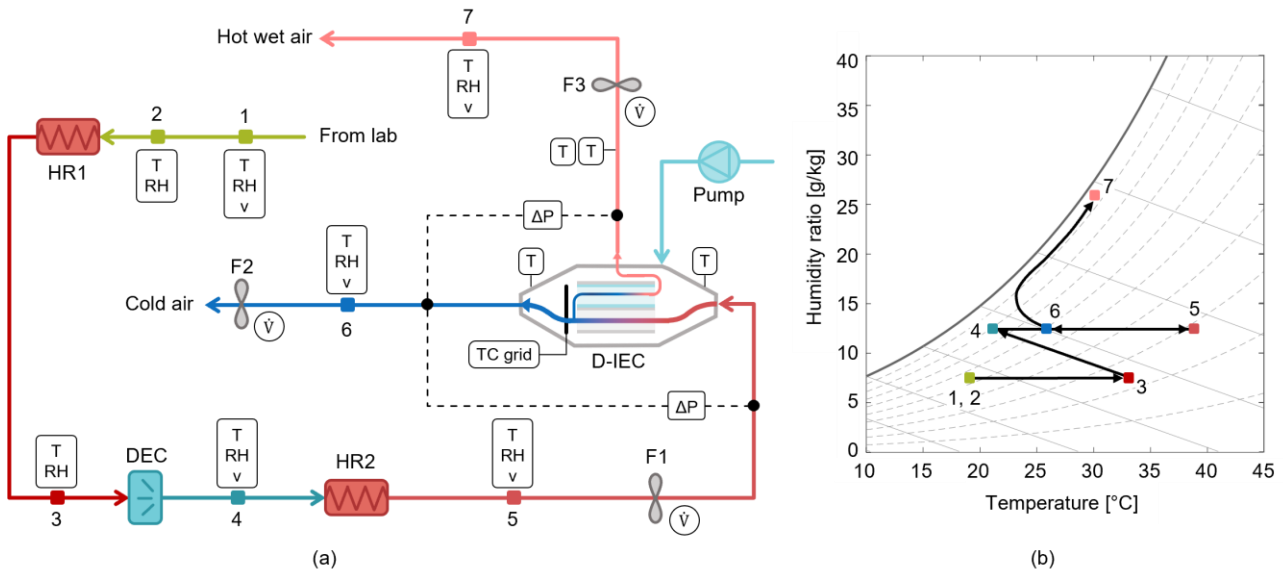 7
Hot wet air
T
RH
v
F3
V̇
2
1
From lab
HR1
T
RH
T
RH
v
T
T
Pump
ΔP
F2
T
RH
v
T
T
Cold air
V̇
6
TC grid
D-IEC
ΔP
T
RH
DEC
T
RH
v
HR2
T
RH
v
F1
3
4
5
V̇
(a)
Humidity ratio [g/kg]
40
35
30
25
20
15
10
5
0
10
15
20
25
30
35
40
45
Temperature [°C]
7
6
5
4
3
1, 2
(b)